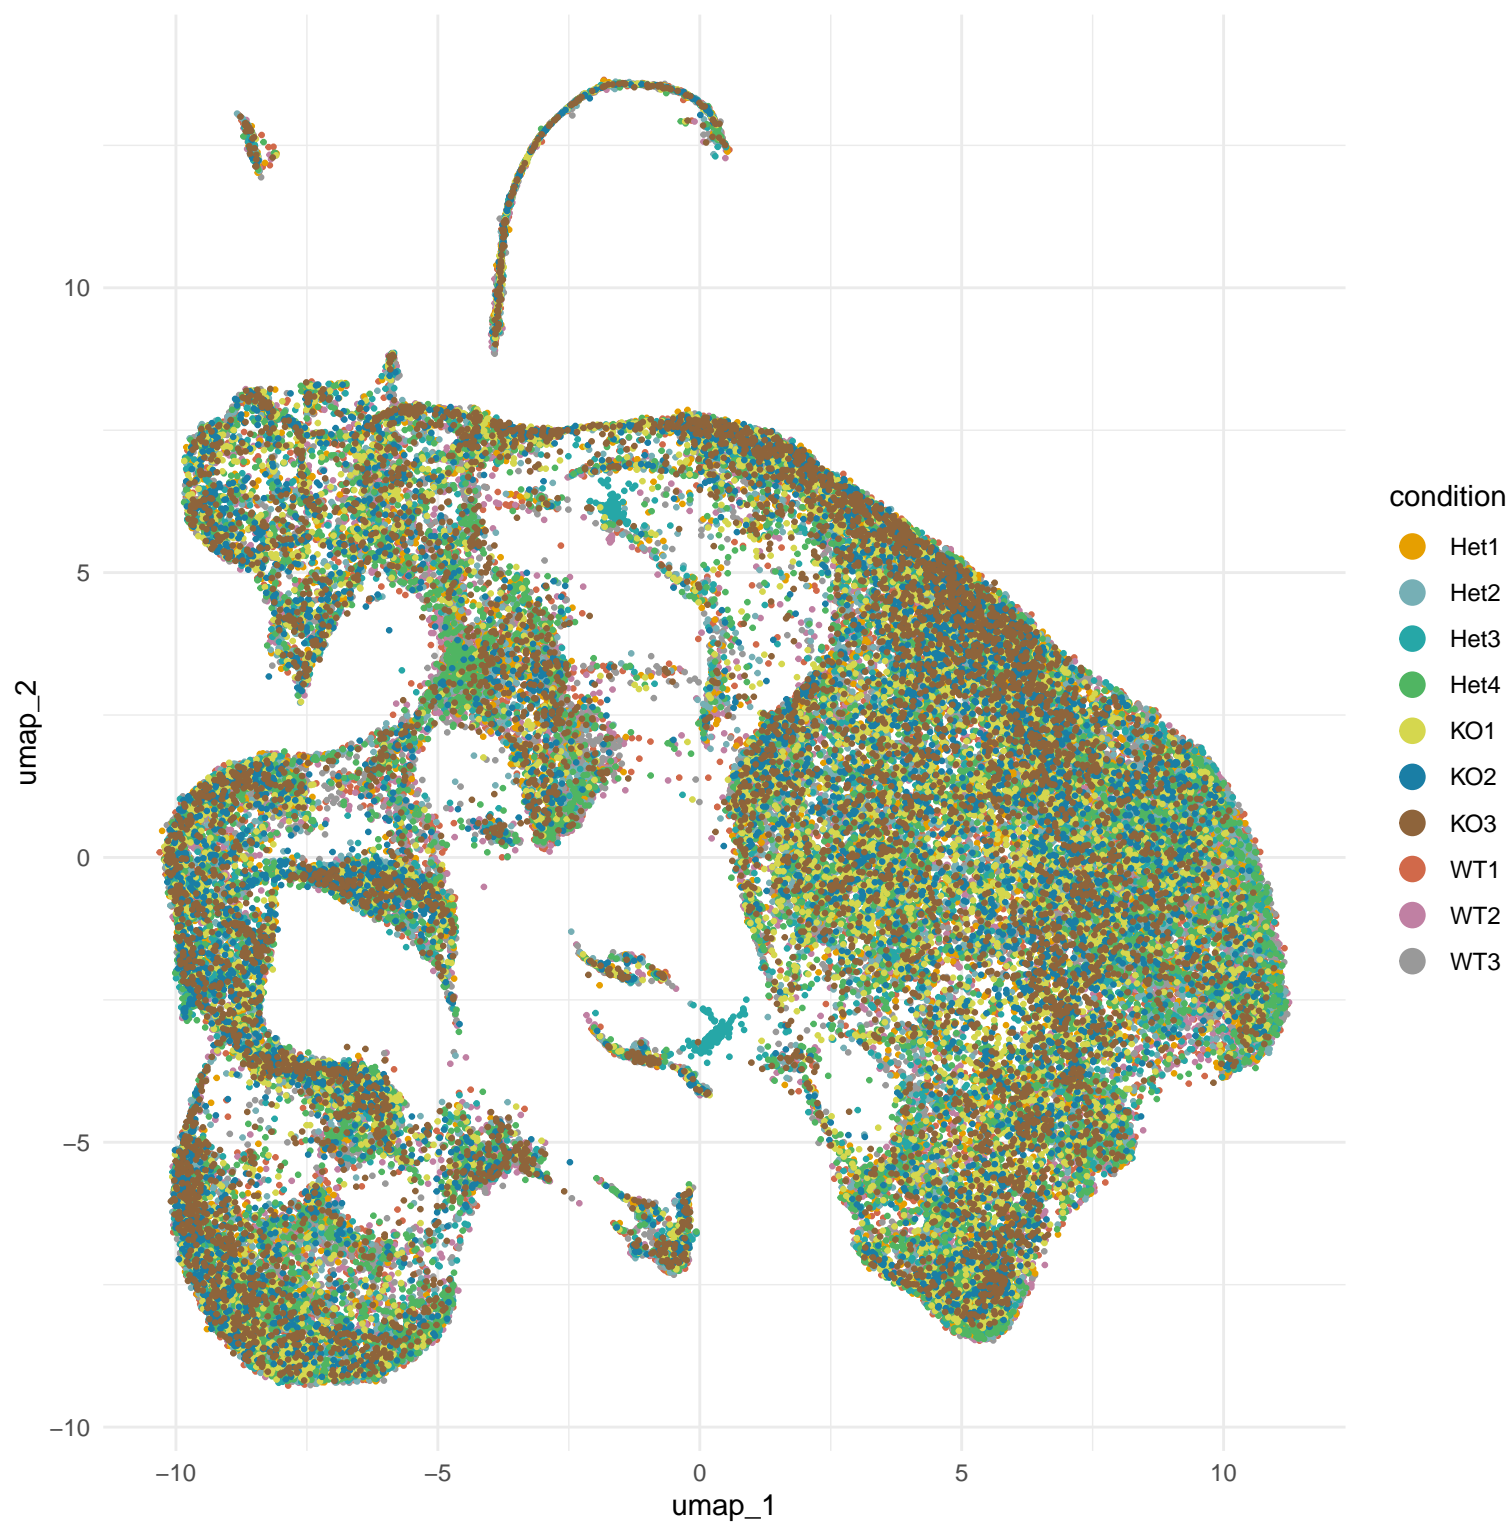 10
5
0
−5
−10
umap_2
−10
−5
0
5
10
umap_1
condition
Het1
Het2
Het3
Het4
KO1
KO2
KO3
WT1
WT2
WT3